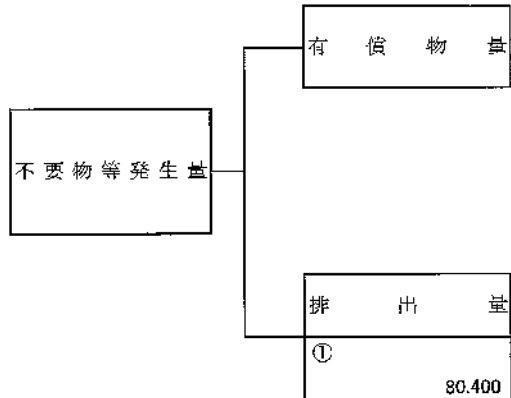 有償物量
不要物等発生量
排出量
①
80.400